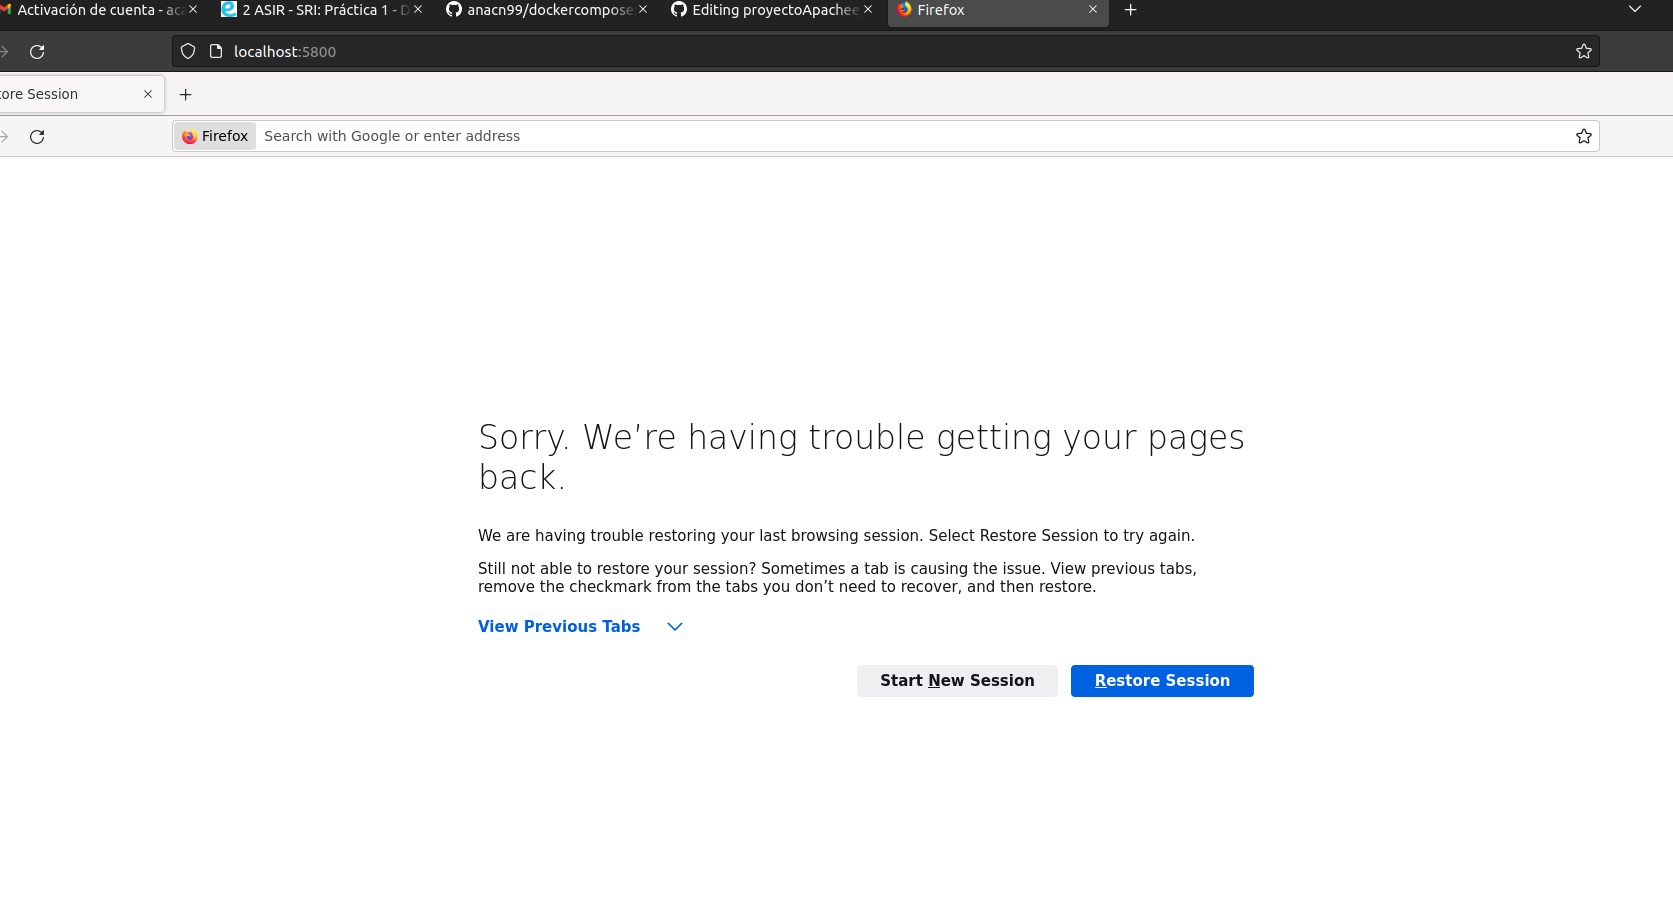 Activación de cuenta - aca
2 ASIR - SRI: Práctica 1 - D
anacn99/dockercompose
Editing proyectoApachee
Firefox
localhost:5800
tore Session
Firefox Search with Google or enter address
Sorry. We're having trouble getting your pages
back.
We are having trouble restoring your last browsing session. Select Restore Session to try again.
Still not able to restore your session? Sometimes a tab is causing the issue. View previous tabs,
remove the checkmark from the tabs you don’t need to recover, and then restore.
View Previous Tabs
Start New Session
Restore Session